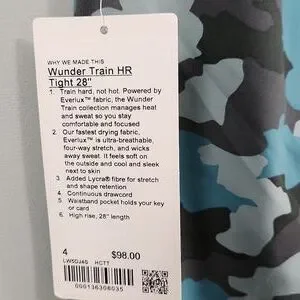 WHY WE MADE THIS
Wunder Train HR
Tight 28"
1. Train hard, not hot. Powered by
Everlux™ fabric, the Wunder
Train collection manages heat
and sweat so you stay
comfortable and focused
2. Our fastest drying fabric,
Everlux™ is ultra-breathable,
four-way stretch, and wicks
away sweat. It feels soft on
the outside and cool and sleek
next to skin
3. Added Lycra® fibre for stretch
and shape retention
4. Continuous drawcord
5. Waistband pocket holds your key
or card
6. High rise, 28" length
4 $98.00
LW5DJ4S HCTT
000136308035